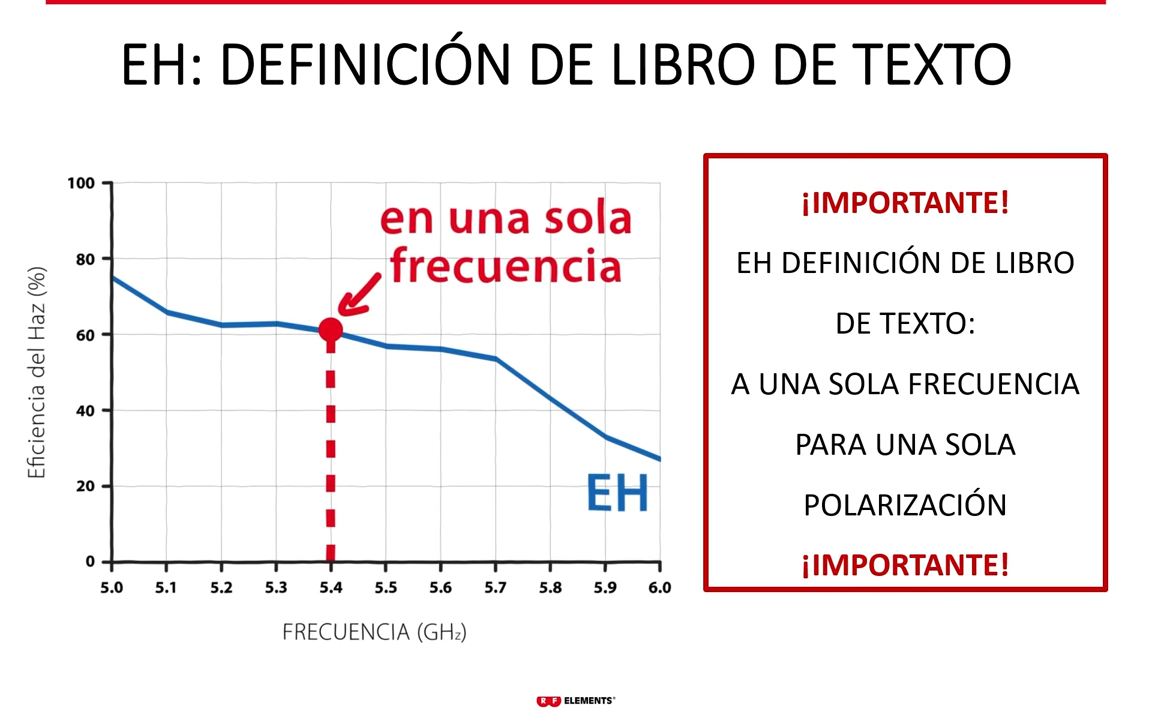 EH: DEFINICIÓN DE LIBRO DE TEXTO
100
80
60
40
20
0
Eficiencia del Haz (%)
en una sola
frecuencia
EH
5.0 5.1 5.2 5.3 5.4 5.5 5.6 5.7 5.8 5.9 6.0
FRECUENCIA (GHz)
¡IMPORTANTE!
EH DEFINICIÓN DE LIBRO
DE TEXTO:
A UNA SOLA FRECUENCIA
PARA UNA SOLA
POLARIZACIÓN
¡IMPORTANTE!
RF ELEMENTS®